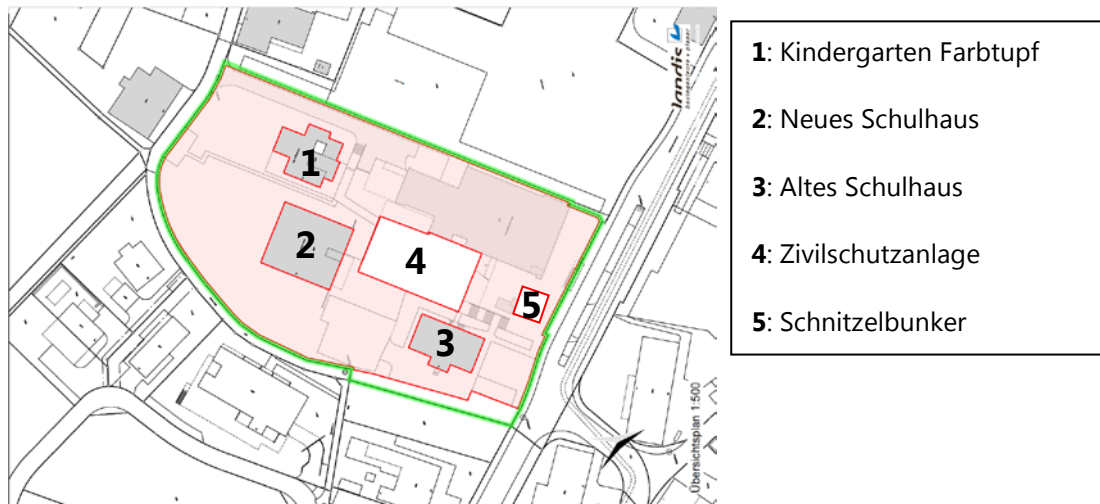 1
2
3
4
5
landis
Übersichtsplan 1:500
1: Kindergarten Farbtupf
2: Neues Schulhaus
3: Altes Schulhaus
4: Zivilschutzanlage
5: Schnitzelbunker